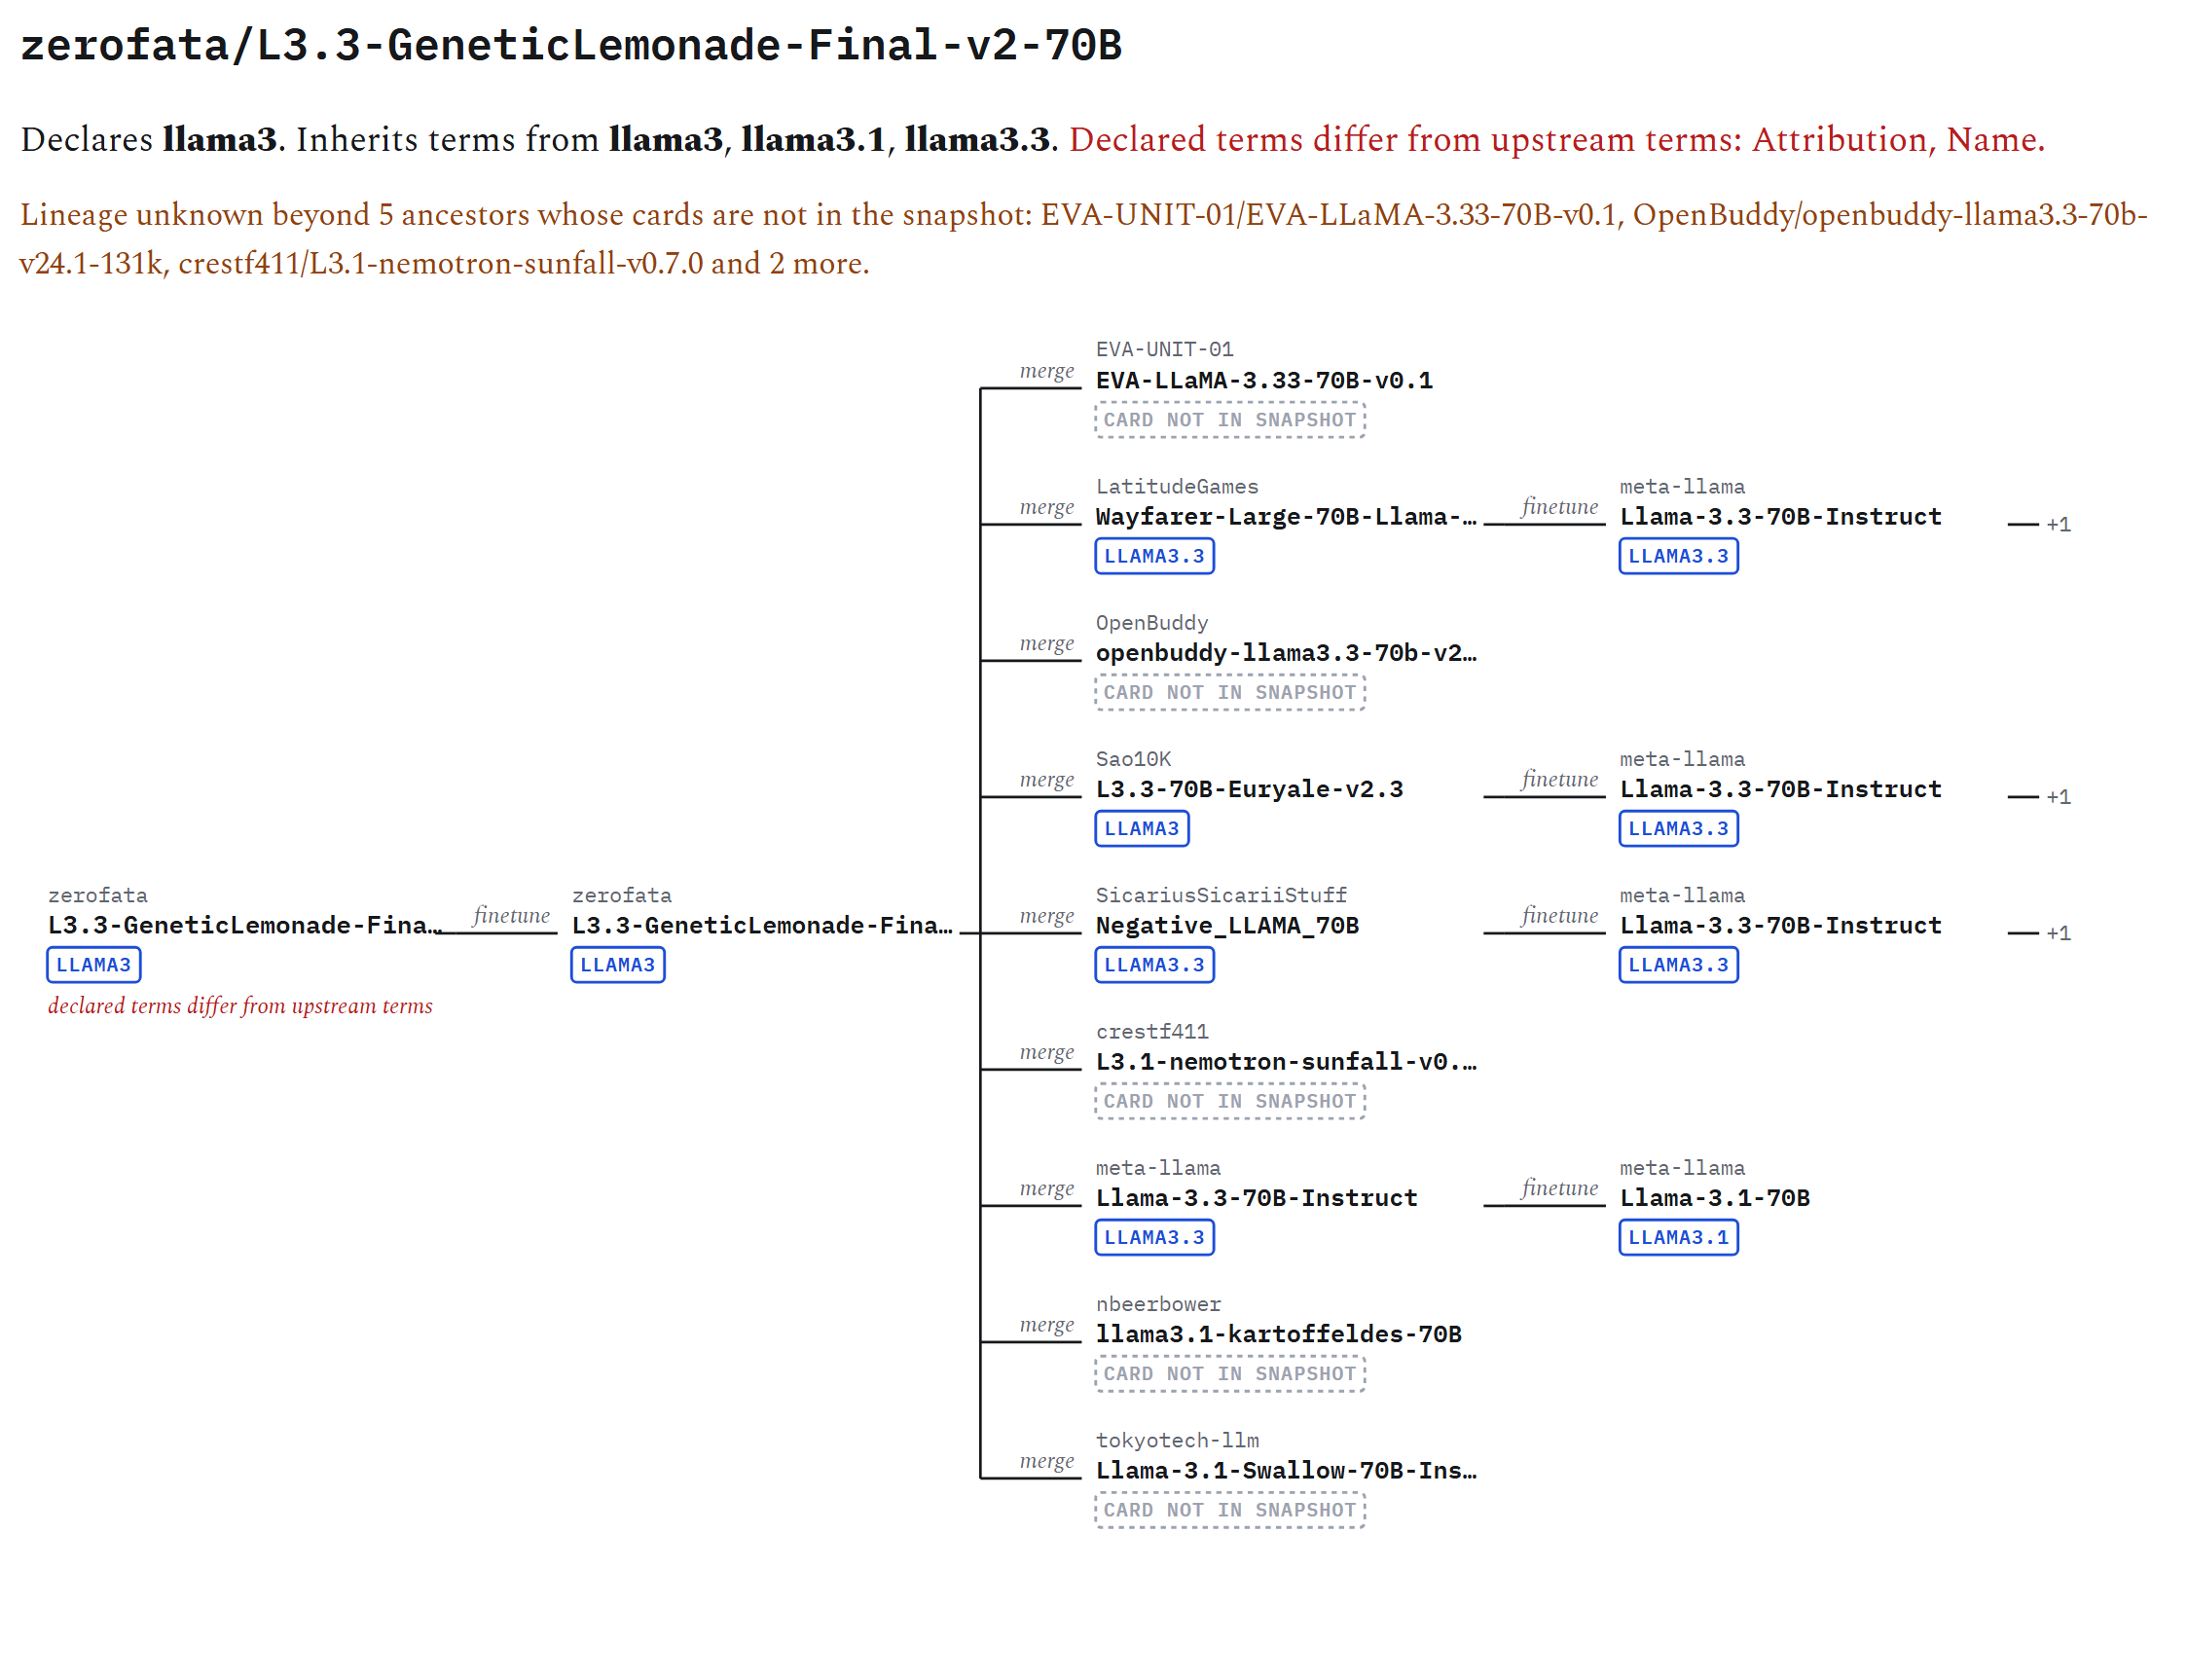 zerofata/L3.3-GeneticLemonade-Final-v2-70B
Declares llama3. Inherits terms from llama3, llama3.1, llama3.3. Declared terms differ from upstream terms: Attribution, Name.
Lineage unknown beyond 5 ancestors whose cards are not in the snapshot: EVA-UNIT-01/EVA-LLaMA-3.33-70B-v0.1, OpenBuddy/openbuddy-llama3.3-70b-
v24.1-131k, crestf411/L3.1-nemotron-sunfall-v0.7.0 and 2 more.
zerofata
L3.3-GeneticLemonade-Fina…
LLAMA3
declared terms differ from upstream terms
finetune
zerofata
L3.3-GeneticLemonade-Fina…
LLAMA3
merge
EVA-UNIT-01
EVA-LLaMA-3.33-70B-v0.1
CARD NOT IN SNAPSHOT
merge
LatitudeGames
Wayfarer-Large-70B-Llama-…
LLAMA3.3
finetune
meta-llama
Llama-3.3-70B-Instruct
LLAMA3.3
+1
merge
OpenBuddy
openbuddy-llama3.3-70b-v2…
CARD NOT IN SNAPSHOT
merge
Sao10K
L3.3-70B-Euryale-v2.3
LLAMA3
finetune
meta-llama
Llama-3.3-70B-Instruct
LLAMA3.3
+1
merge
SicariusSicariiStuff
Negative_LLAMA_70B
LLAMA3.3
finetune
meta-llama
Llama-3.3-70B-Instruct
LLAMA3.3
+1
merge
crestf411
L3.1-nemotron-sunfall-v0.…
CARD NOT IN SNAPSHOT
merge
meta-llama
Llama-3.3-70B-Instruct
LLAMA3.3
finetune
meta-llama
Llama-3.1-70B
LLAMA3.1
merge
nbeerbower
llama3.1-kartoffeldes-70B
CARD NOT IN SNAPSHOT
merge
tokyotech-llm
Llama-3.1-Swallow-70B-Ins…
CARD NOT IN SNAPSHOT